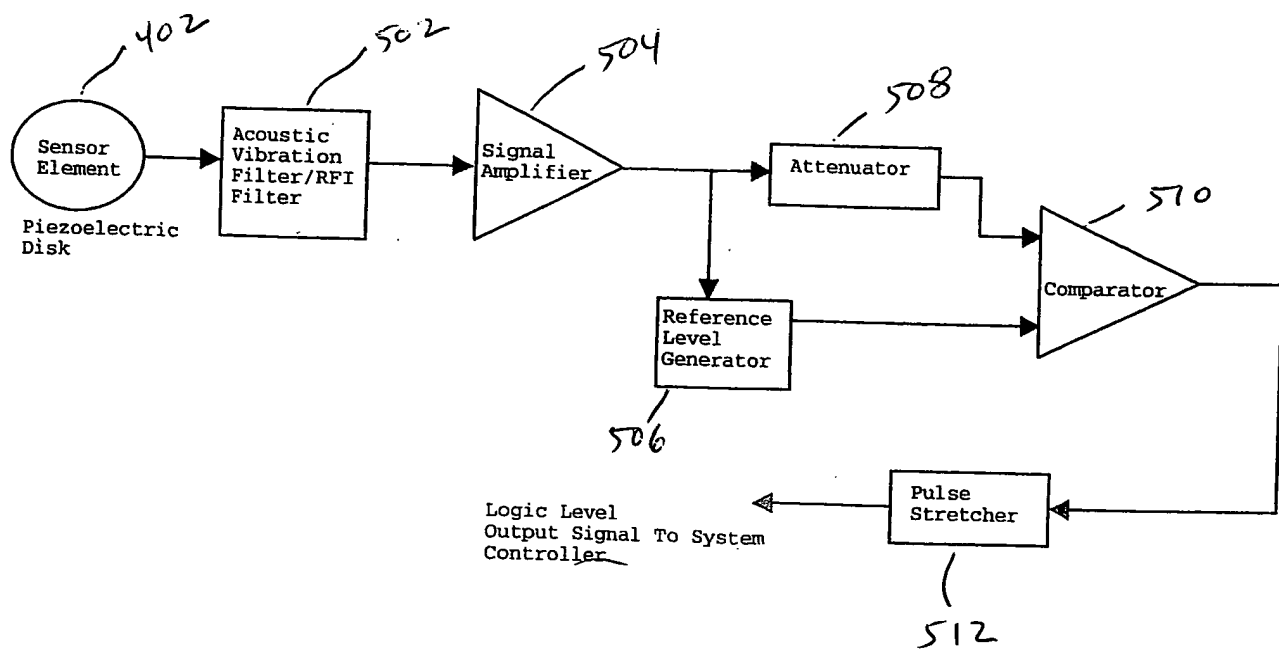 402
502
504
508
510
Sensor
Element
Piezoelectric
Disk
Acoustic
Vibration
Filter/RFI
Filter
Signal
Amplifier
Attenuator
Comparator
Reference
Level
Generator
506
Logic Level
Output Signal To System
Controller
Pulse
Stretcher
512